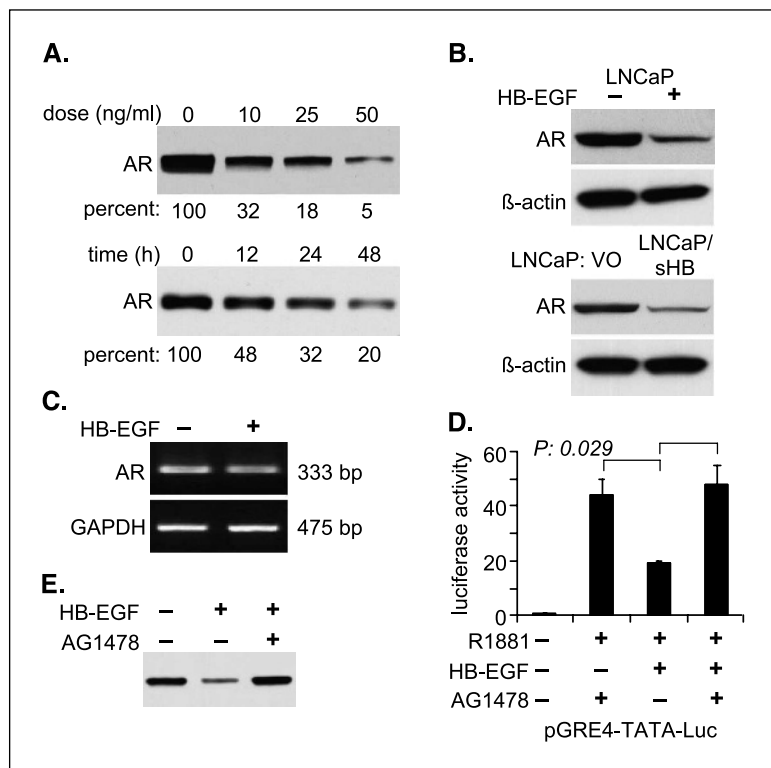 A.
dose (ng/ml) 0 10 25 50
AR
percent: 100 32 18 5
time (h) 0 12 24 48
AR
percent: 100 48 32 20
B.
LNCaP
HB-EGF – +
AR
ß-actin
LNCaP: VO LNCaP/
sHB
AR
ß-actin
C.
HB-EGF – +
AR 333 bp
GAPDH 475 bp
D.
P: 0.029
luciferase activity
60
40
20
0
R1881 – + + +
HB-EGF – – + +
AG1478 – + – +
pGRE4-TATA-Luc
E.
HB-EGF – + +
AG1478 – – +